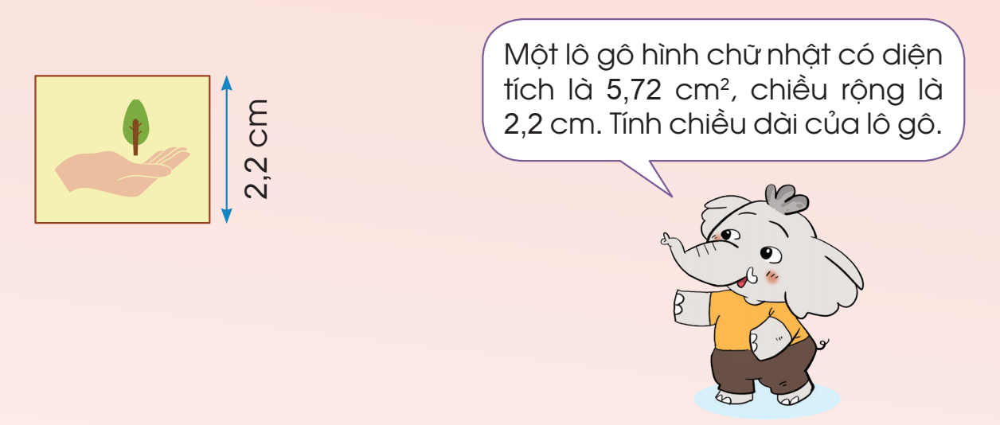 Một lô gô hình chữ nhật có diện
tích là 5,72 cm², chiều rộng là
2,2 cm. Tính chiều dài của lô gô.
2,2 cm